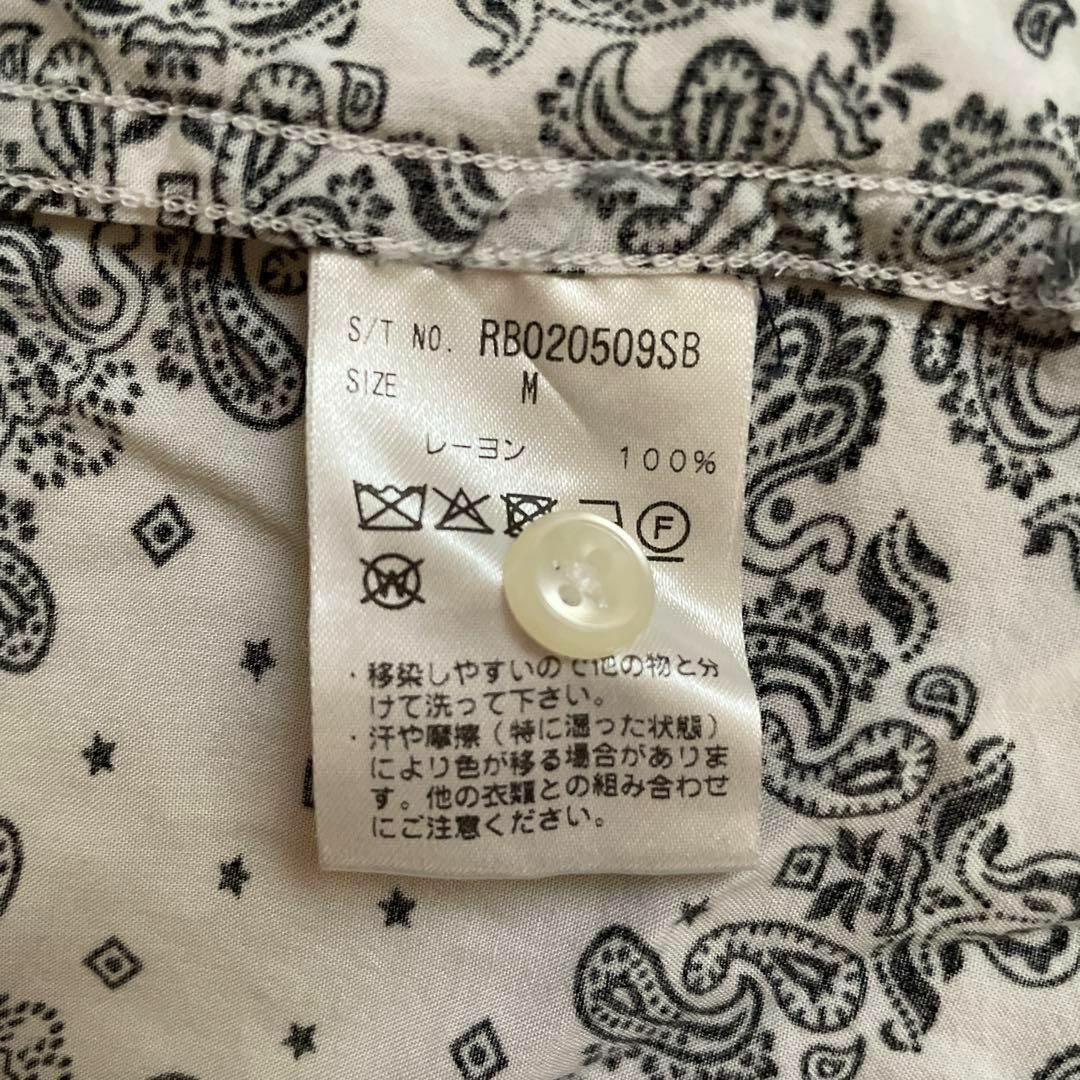 S/T NO. RB020509SB
SIZE M
レーヨン 100%
F
W
・移染しやすいので他の物と分
けて洗って下さい。
・汗や摩擦（特に湿った状態）
により色が移る場合がありま
す。他の衣類との組み合わせ
にご注意ください。